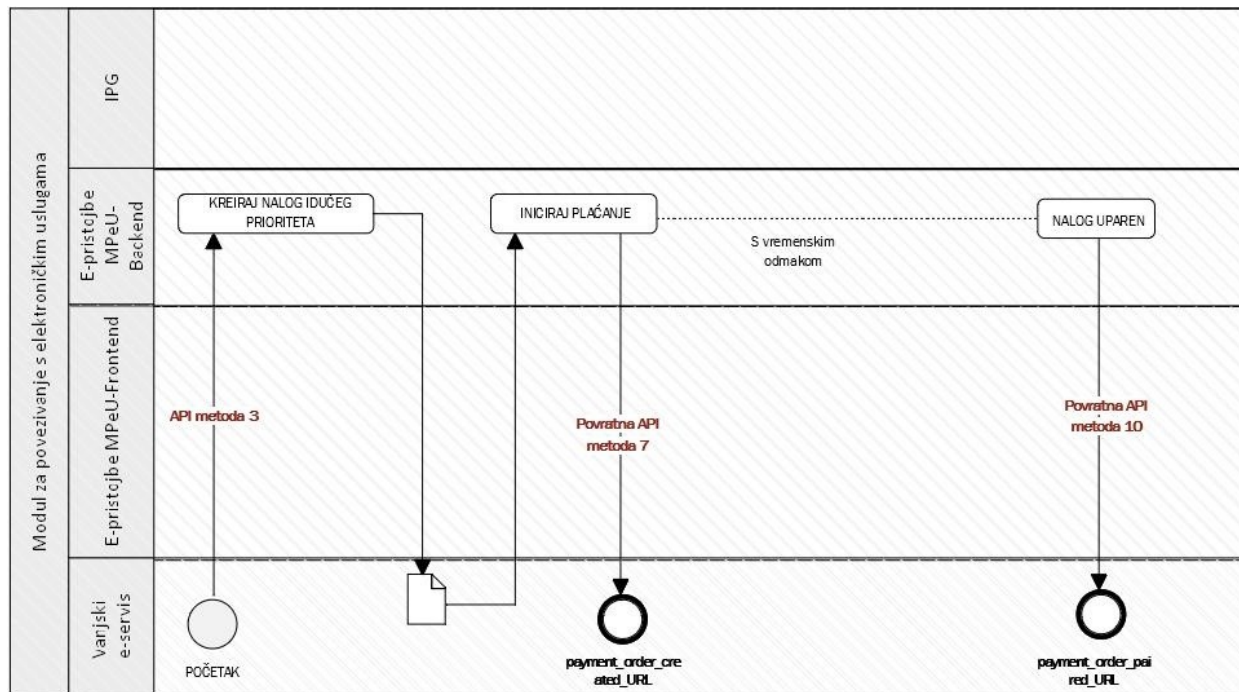 Modul za povezivanje s elektroničkim uslugama
IPG
E-pristojbe
MPeU-
Backend
KREIRAJ NALOG IDUĆEG
PRIORITETA
INICIRAJ PLAĆANJE
S vremenskim
odmakom
NALOG UPAREN
E-pristojbe MPeU-Frontend
API metoda 3
Povratna API
metoda 7
Povratna API
metoda 10
Vanjski
e-servis
POČETAK
payment_order_cre
ated_URL
payment_order_pai
red_URL